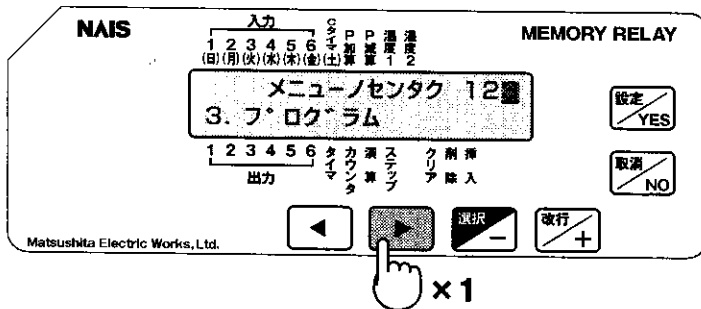 NAIS
入力
MEMORY RELAY
1 2 3 4 5 6 Cタイマ P加算 P減算 温度1 湿度2
(日)(月)(火)(水)(木)(金)(土)
メニューノセンタク 12
3. プログラム
設定
YES
1 2 3 4 5 6 タイマ カウンタ 演算 ステップ クリア 削除 挿入
出力
取消
NO
◀ ▶ 選択 − 改行 +
Matsushita Electric Works, Ltd.
×1